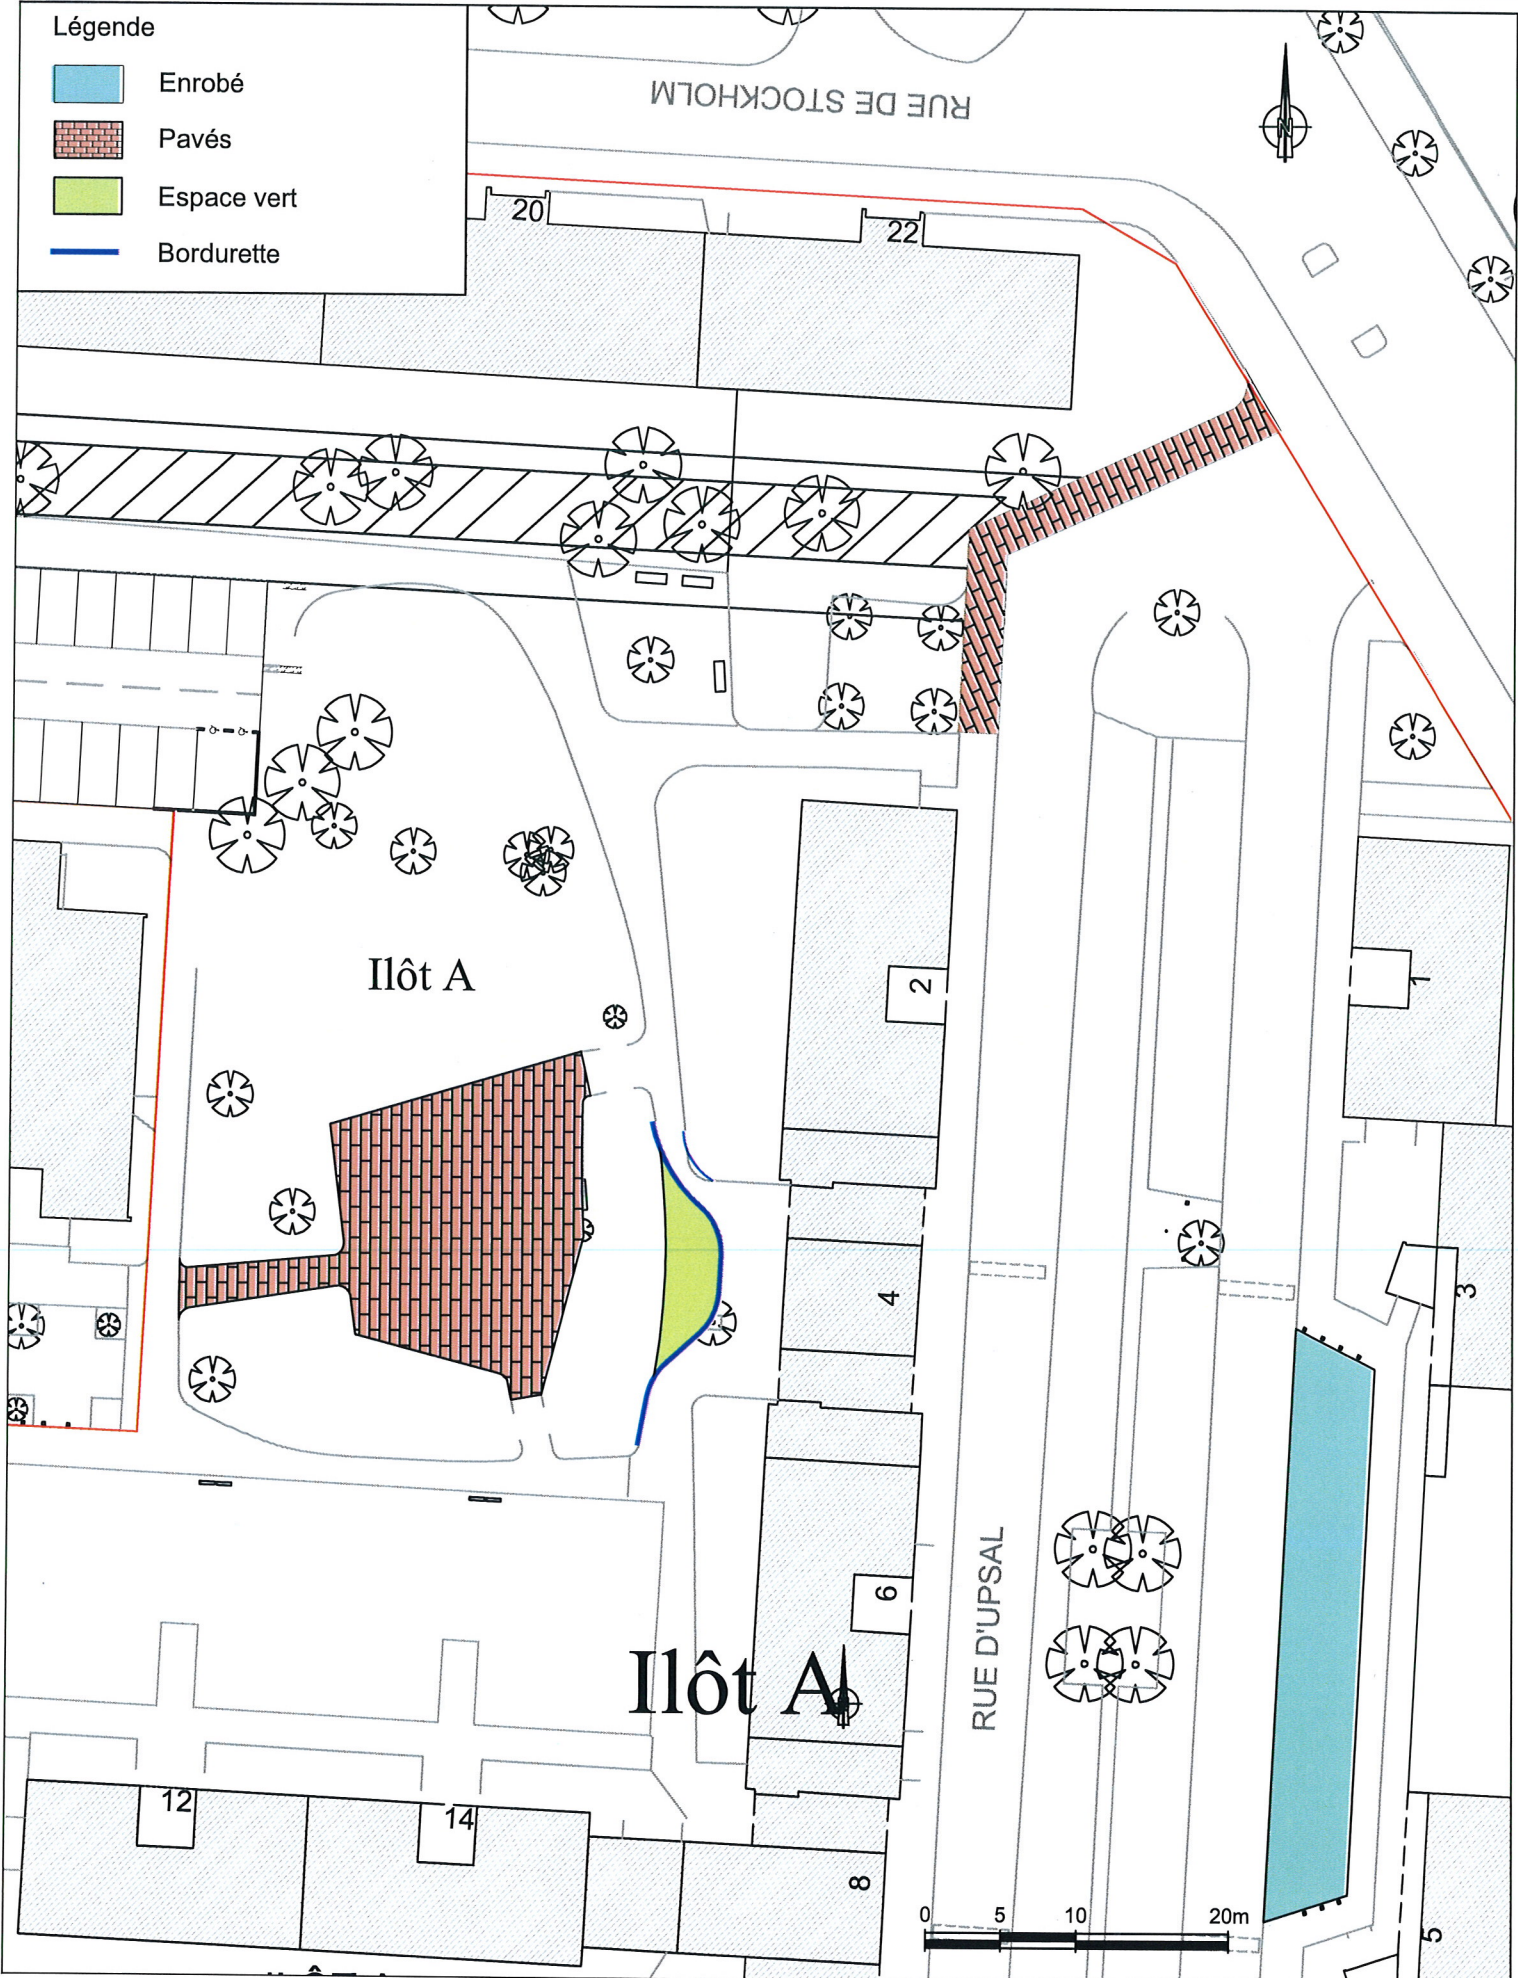 Légende
Enrobé
Pavés
Espace vert
Bordurette
RUE DE STOCKHOLM
N
20
22
Ilôt A
2
1
4
3
6
RUE D'UPSAL
Ilôt A
12
14
8
0 5 10 20m
5